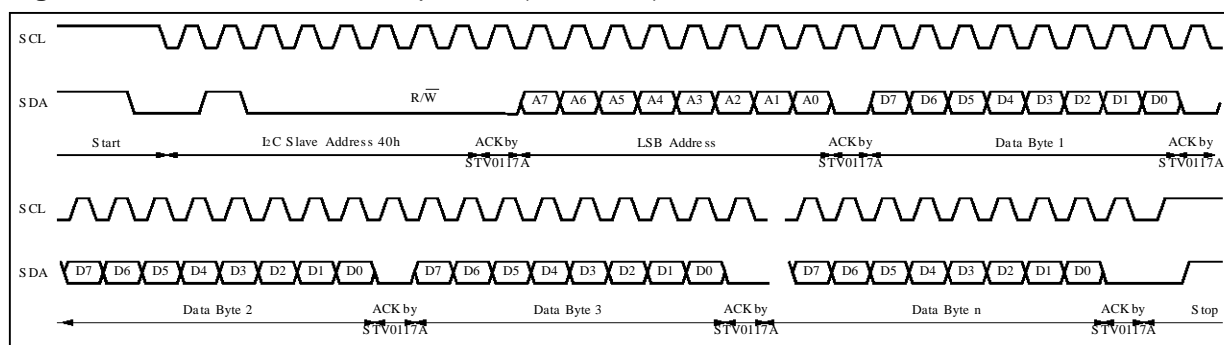 SCL
SDA
R/W
A7 A6 A5 A4 A3 A2 A1 A0
D7 D6 D5 D4 D3 D2 D1 D0
Start
I2C Slave Address 40h
ACK by
STV0117A
LSB Address
ACK by
STV0117A
Data Byte 1
ACK by
STV0117A
SCL
SDA
D7 D6 D5 D4 D3 D2 D1 D0
D7 D6 D5 D4 D3 D2 D1 D0
D7 D6 D5 D4 D3 D2 D1 D0
Data Byte 2
ACK by
STV0117A
Data Byte 3
ACK by
STV0117A
Data Byte n
ACK by
STV0117A
Stop